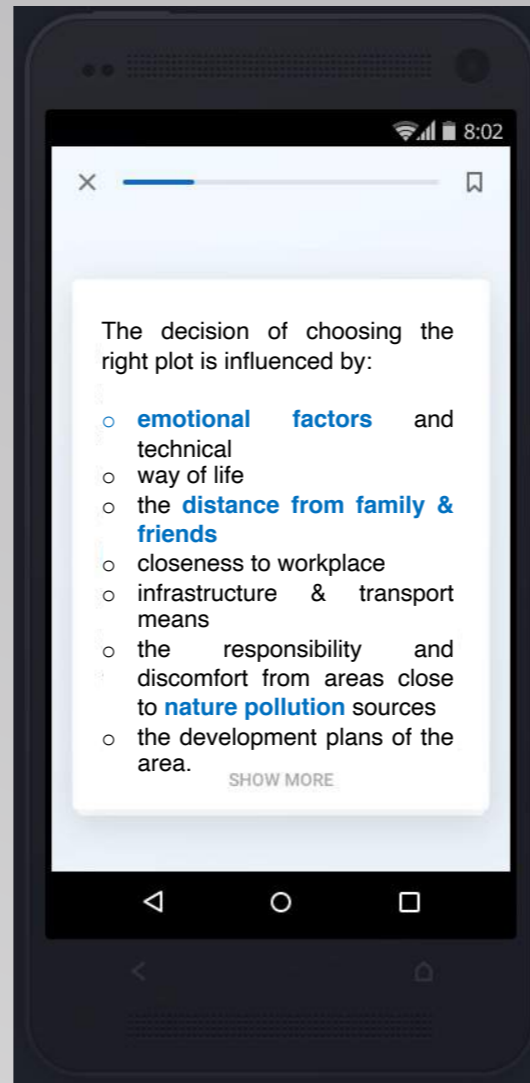 8:02
The decision of choosing the
right plot is influenced by:
o emotional factors and
technical
o way of life
o the distance from family &
friends
o closeness to workplace
o infrastructure & transport
means
o the responsibility and
discomfort from areas close
to nature pollution sources
o the development plans of the
area.
SHOW MORE